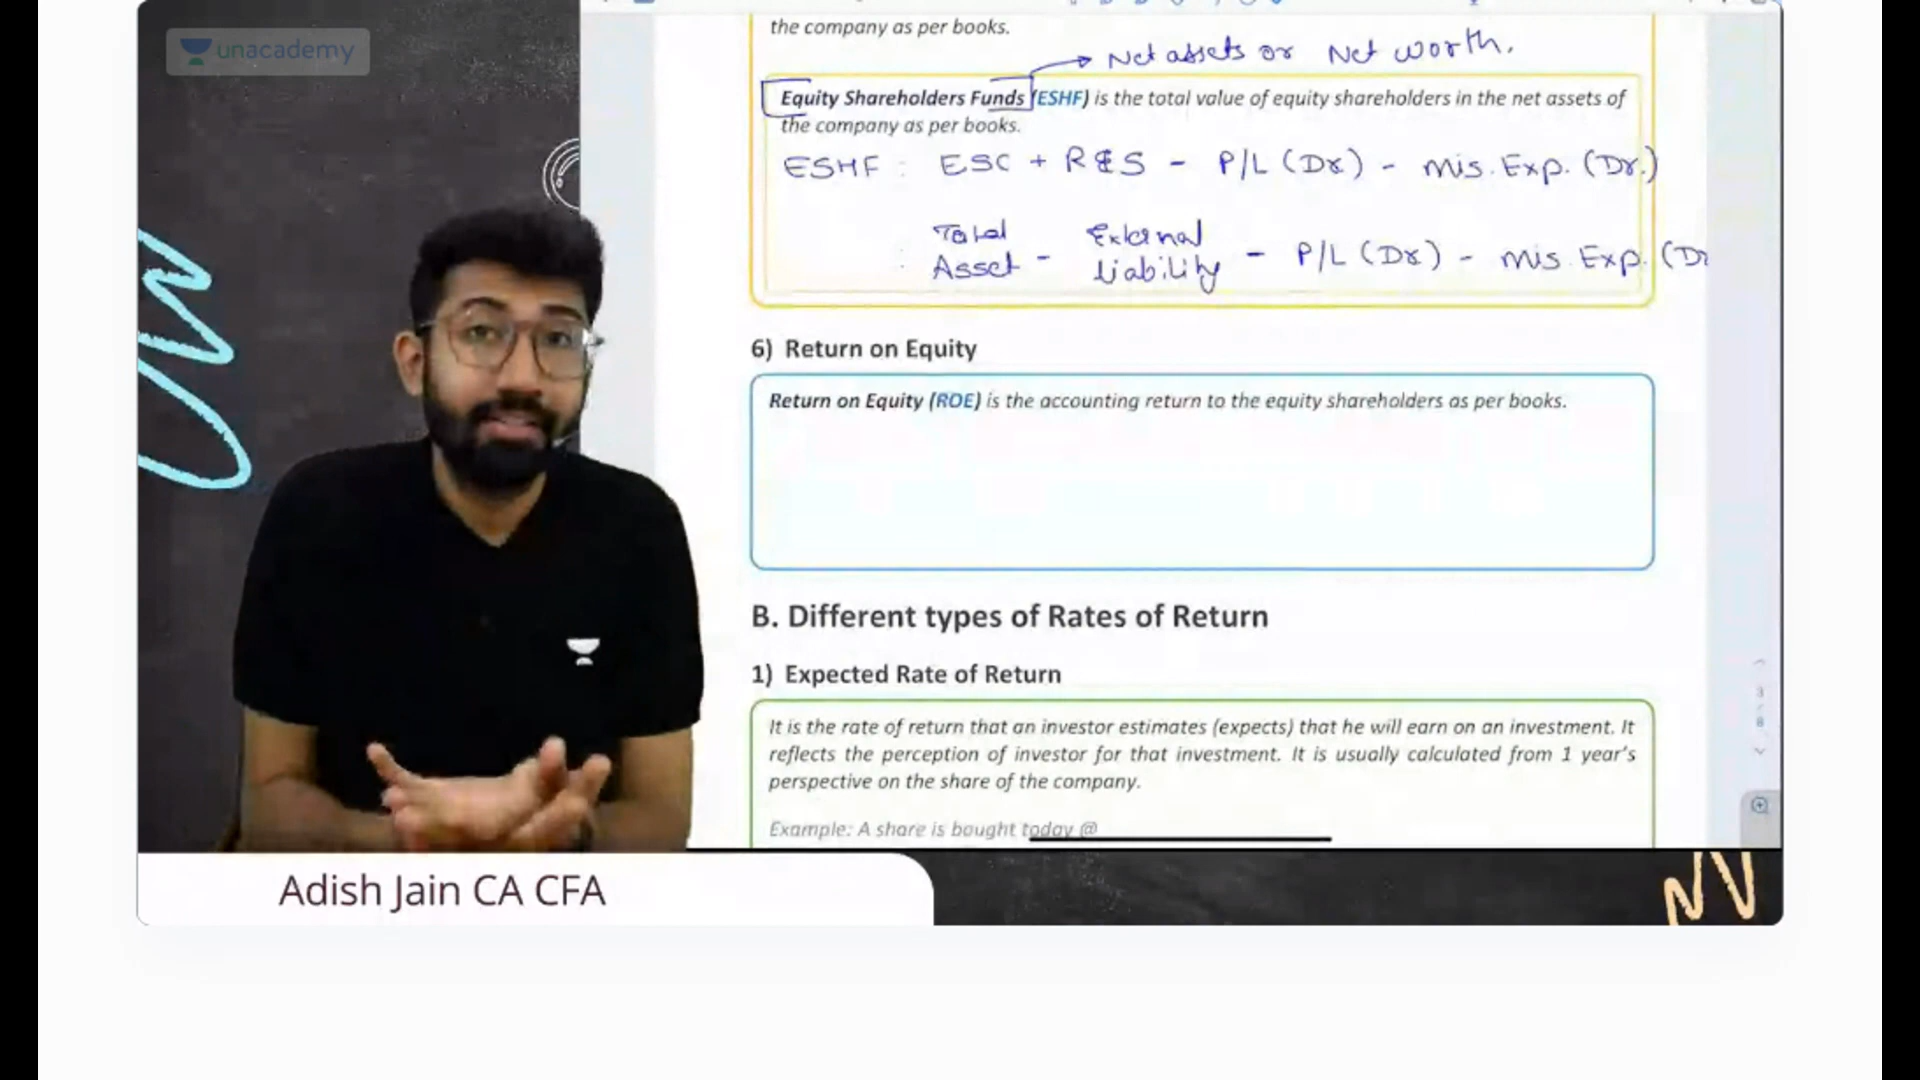 unacademy
the company as per books.
Net assets or Net worth.
Equity Shareholders Funds (ESHF) is the total value of equity shareholders in the net assets of
the company as per books.
ESHF : ESC + R&S - P/L (Dr) - Mis. Exp. (Dr.)
: Total Asset - External Liability - P/L (Dr) - Mis. Exp. (Dr
6) Return on Equity
Return on Equity (ROE) is the accounting return to the equity shareholders as per books.
B. Different types of Rates of Return
1) Expected Rate of Return
It is the rate of return that an investor estimates (expects) that he will earn on an investment. It
reflects the perception of investor for that investment. It is usually calculated from 1 year's
perspective on the share of the company.
Example: A share is bought today @
3
/
8
Adish Jain CA CFA